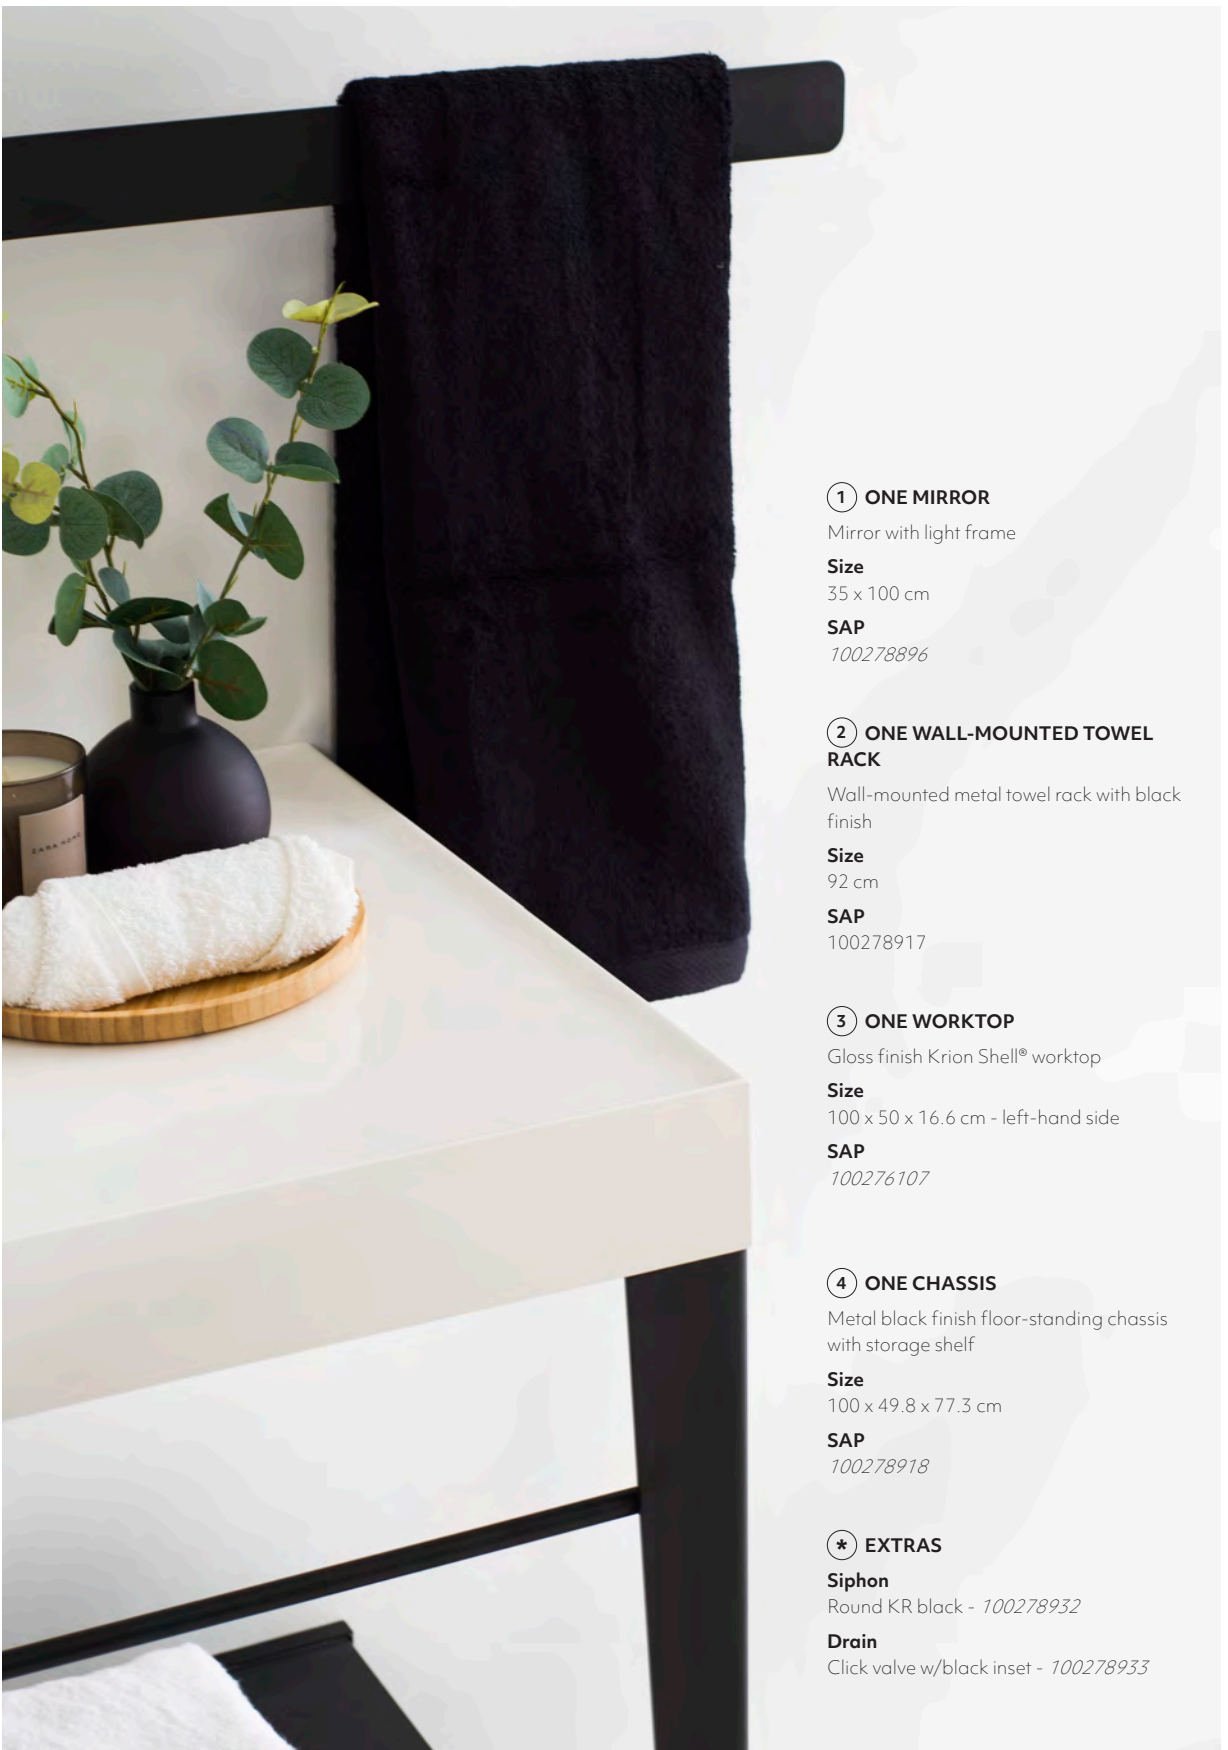 ZARA HOME
1 ONE MIRROR
Mirror with light frame
Size
35 x 100 cm
SAP
100278896
2 ONE WALL-MOUNTED TOWEL
RACK
Wall-mounted metal towel rack with black
finish
Size
92 cm
SAP
100278917
3 ONE WORKTOP
Gloss finish Krion Shell® worktop
Size
100 x 50 x 16.6 cm - left-hand side
SAP
100276107
4 ONE CHASSIS
Metal black finish floor-standing chassis
with storage shelf
Size
100 x 49.8 x 77.3 cm
SAP
100278918
* EXTRAS
Siphon
Round KR black - 100278932
Drain
Click valve w/black inset - 100278933